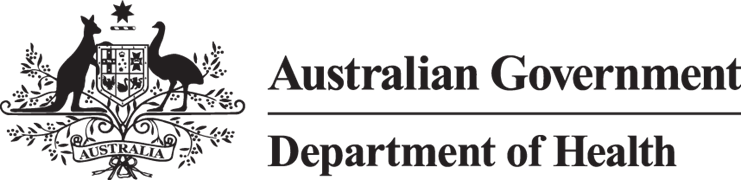 Australian Government
Department of Health
AUSTRALIA